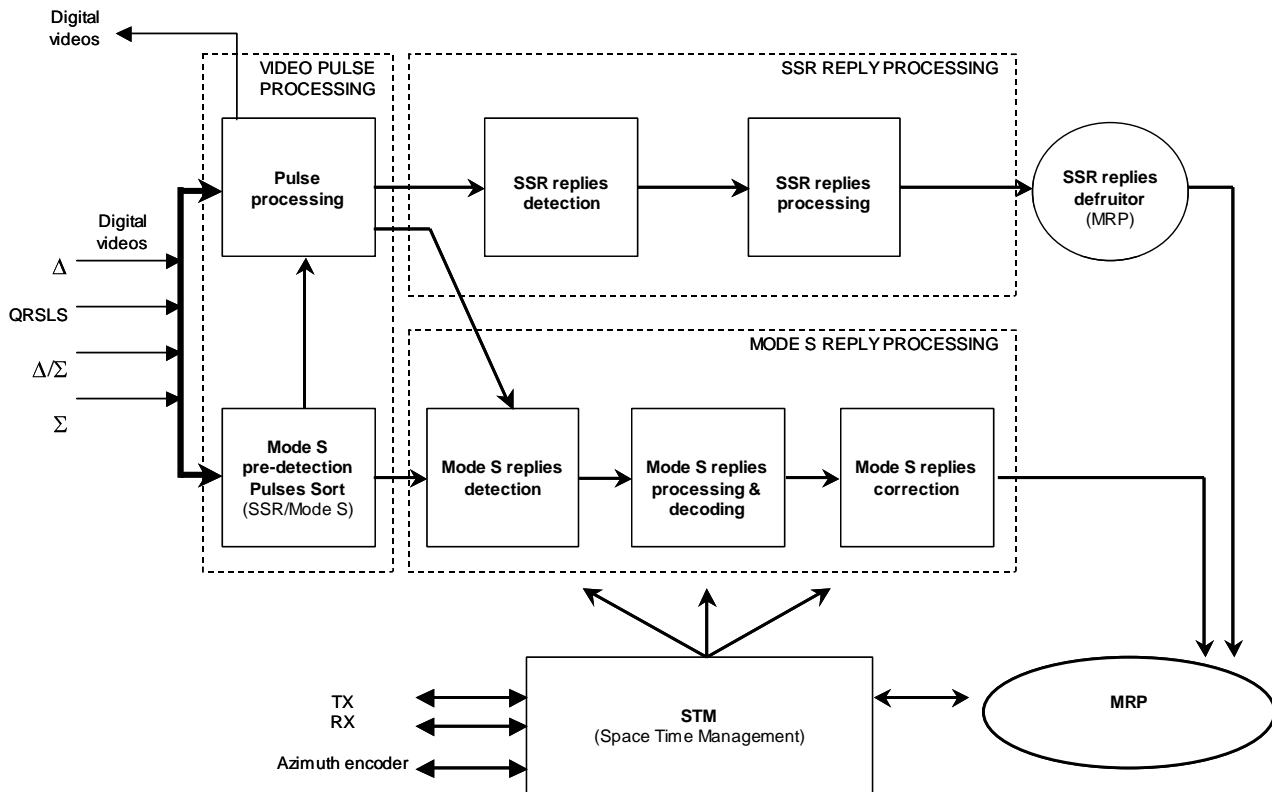 Digital
videos
VIDEO PULSE
PROCESSING
SSR REPLY PROCESSING
Pulse
processing
SSR replies
detection
SSR replies
processing
SSR replies
defruitor
(MRP)
Digital
videos
Δ
QRSLS
Δ/Σ
Σ
MODE S REPLY PROCESSING
Mode S
pre-detection
Pulses Sort
(SSR/Mode S)
Mode S replies
detection
Mode S replies
processing &
decoding
Mode S replies
correction
TX
RX
Azimuth encoder
STM
(Space Time Management)
MRP